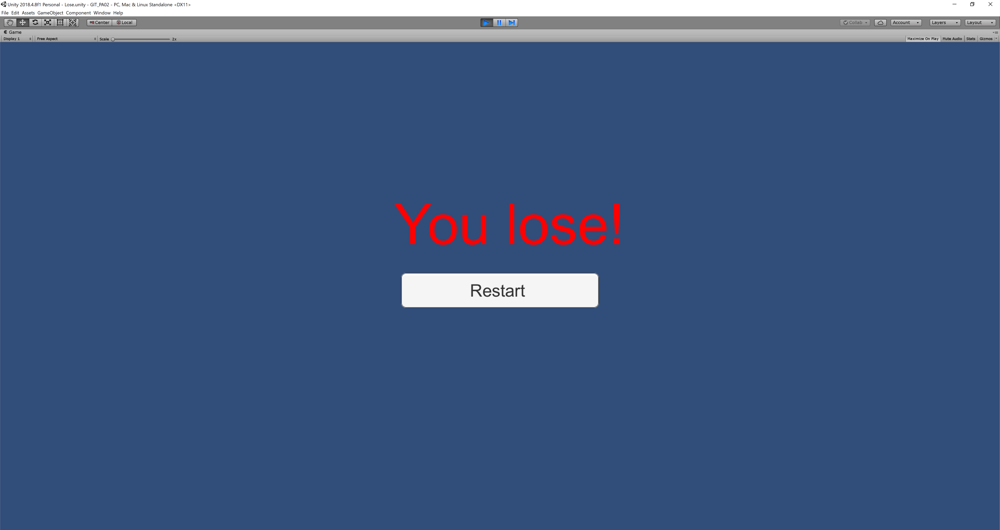 Unity 2018.4.8f1 Personal - Lose.unity - GIT_PA02 - PC, Mac & Linux Standalone <DX11>
File Edit Assets GameObject Component Window Help
Center Local Collab Account Layers Layout
Game
Display 1 Free Aspect Scale 2x Maximize On Play Mute Audio Stats Gizmos
You lose!
Restart